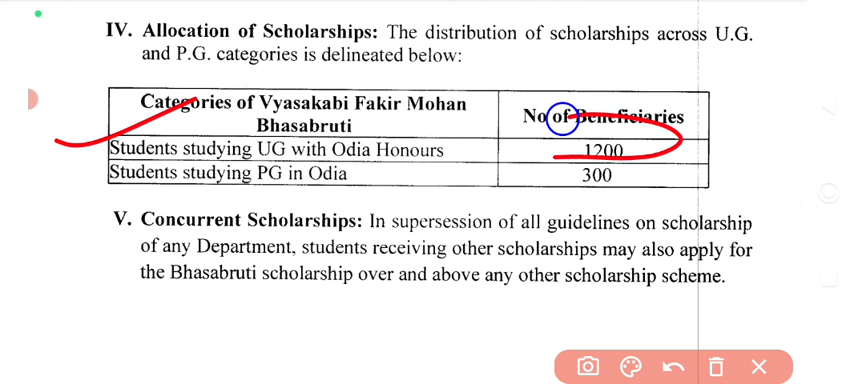 IV. Allocation of Scholarships: The distribution of scholarships across U.G.
and P.G. categories is delineated below:
Categories of Vyasakabi Fakir Mohan
Bhasabruti
No of Beneficiaries
Students studying UG with Odia Honours
1200
Students studying PG in Odia
300
V. Concurrent Scholarships: In supersession of all guidelines on scholarship
of any Department, students receiving other scholarships may also apply for
the Bhasabruti scholarship over and above any other scholarship scheme.